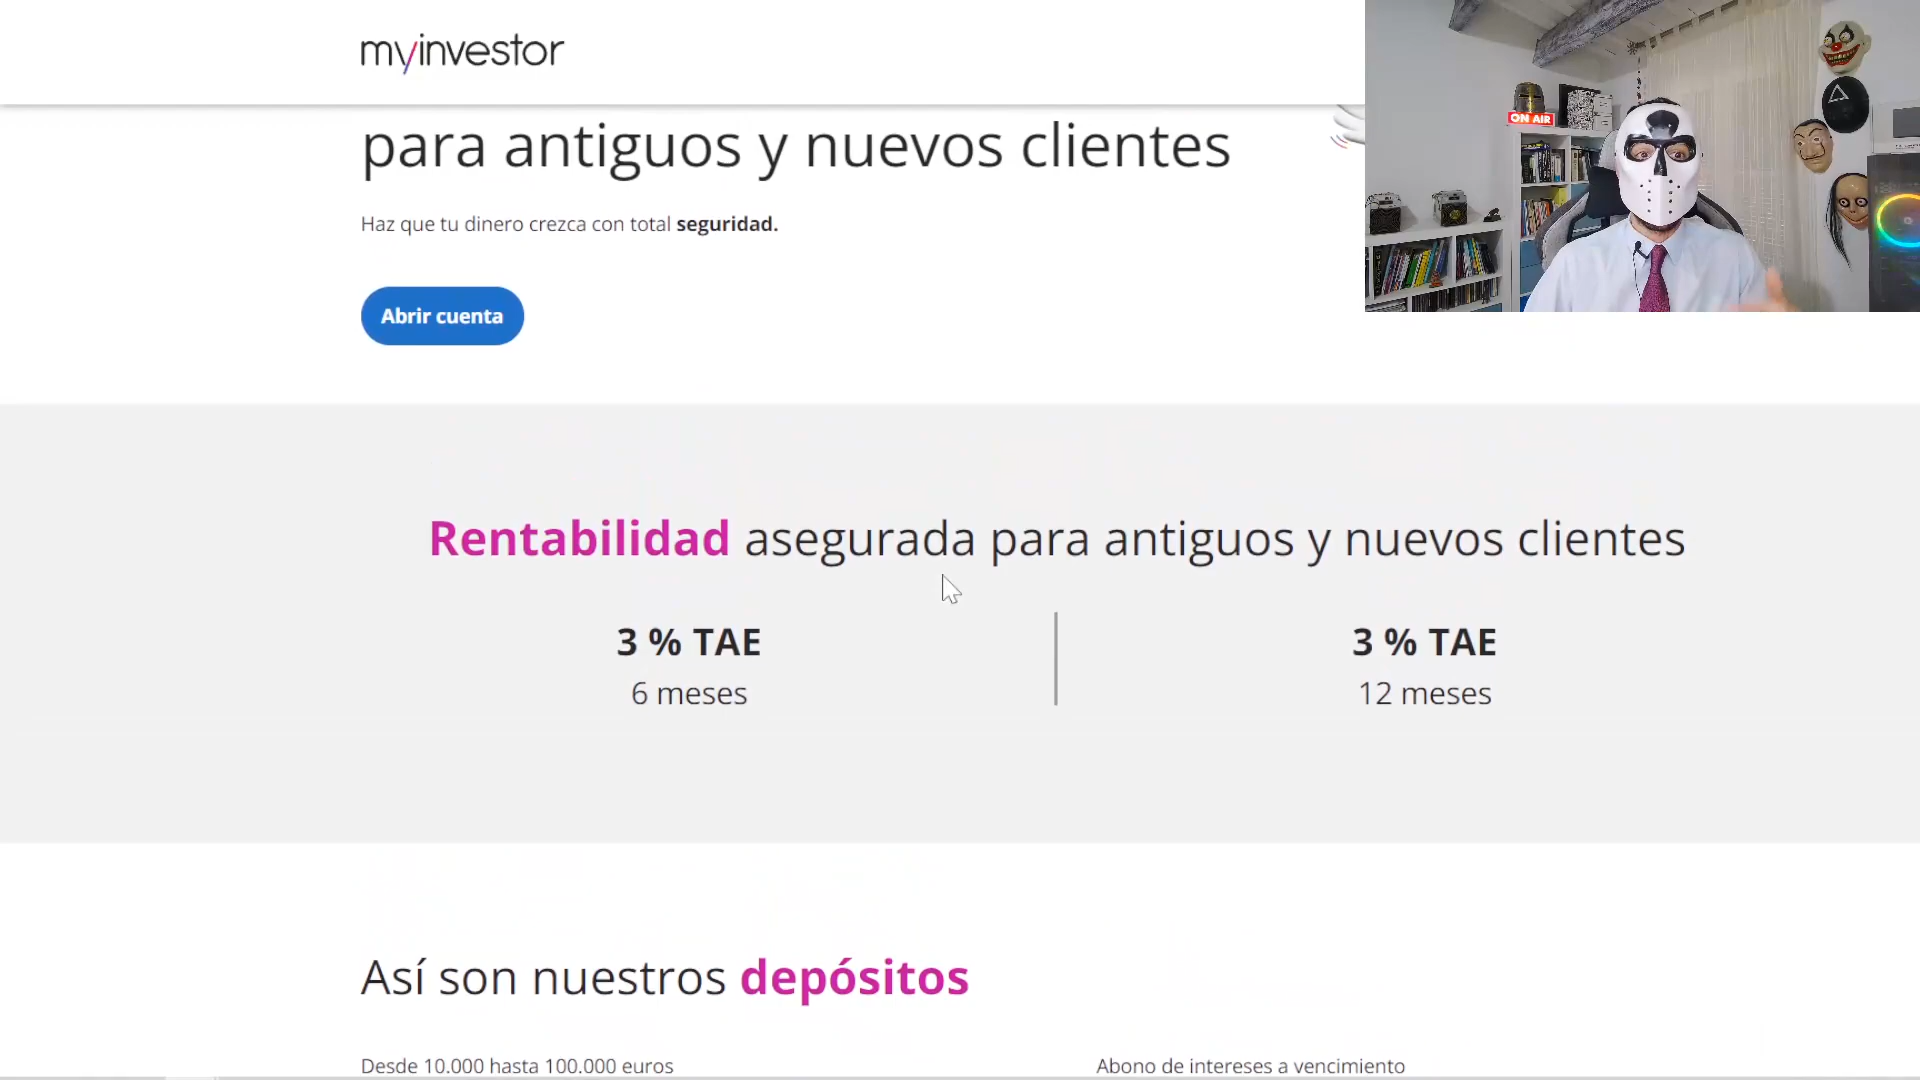 myinvestor
para antiguos y nuevos clientes
Haz que tu dinero crezca con total seguridad.
Abrir cuenta
ON AIR
Rentabilidad asegurada para antiguos y nuevos clientes
3 % TAE
6 meses
3 % TAE
12 meses
Así son nuestros depósitos
Desde 10.000 hasta 100.000 euros
Abono de intereses a vencimiento